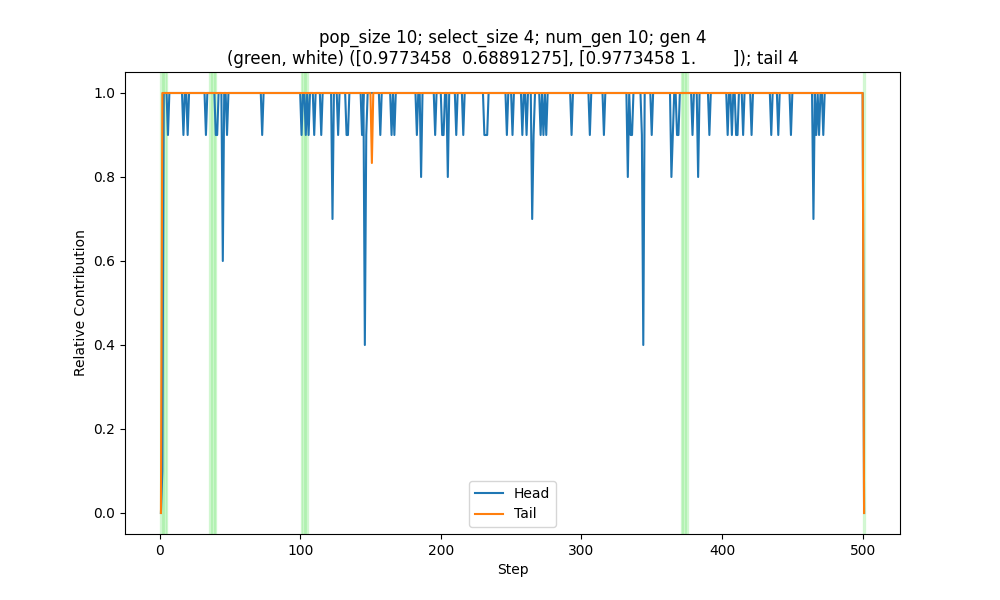 pop_size 10; select_size 4; num_gen 10; gen 4
(green, white) ([0.9773458 0.68891275], [0.9773458 1. ]); tail 4
1.0
0.8
0.6
0.4
0.2
0.0
Relative Contribution
Head
Tail
0 100 200 300 400 500
Step